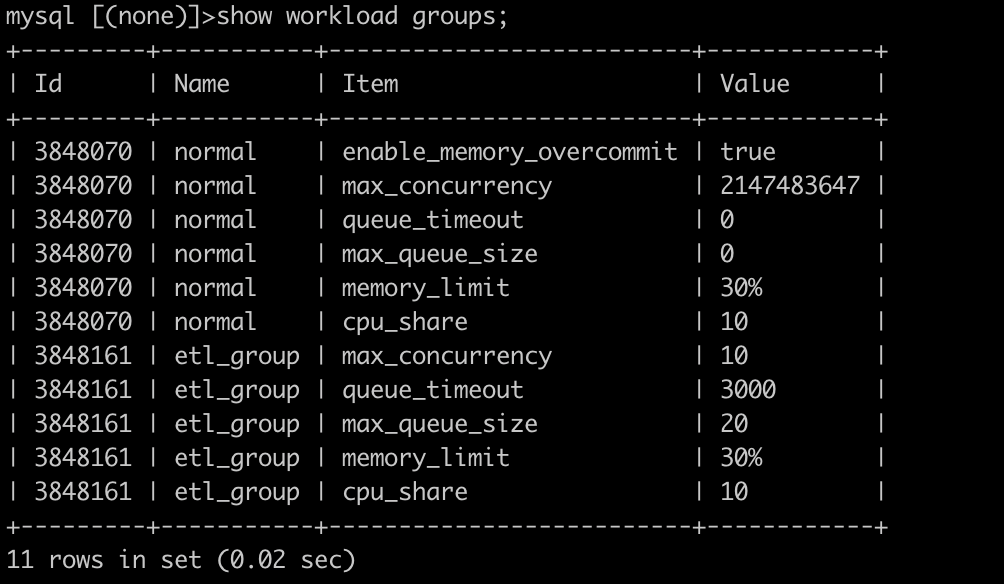 mysql [(none)]>show workload groups;
+---------+-----------+--------------------------+------------+
| Id      | Name      | Item                     | Value      |
+---------+-----------+--------------------------+------------+
| 3848070 | normal    | enable_memory_overcommit | true       |
| 3848070 | normal    | max_concurrency          | 2147483647 |
| 3848070 | normal    | queue_timeout            | 0          |
| 3848070 | normal    | max_queue_size           | 0          |
| 3848070 | normal    | memory_limit             | 30%        |
| 3848070 | normal    | cpu_share                | 10         |
| 3848161 | etl_group | max_concurrency          | 10         |
| 3848161 | etl_group | queue_timeout            | 3000       |
| 3848161 | etl_group | max_queue_size           | 20         |
| 3848161 | etl_group | memory_limit             | 30%        |
| 3848161 | etl_group | cpu_share                | 10         |
+---------+-----------+--------------------------+------------+
11 rows in set (0.02 sec)